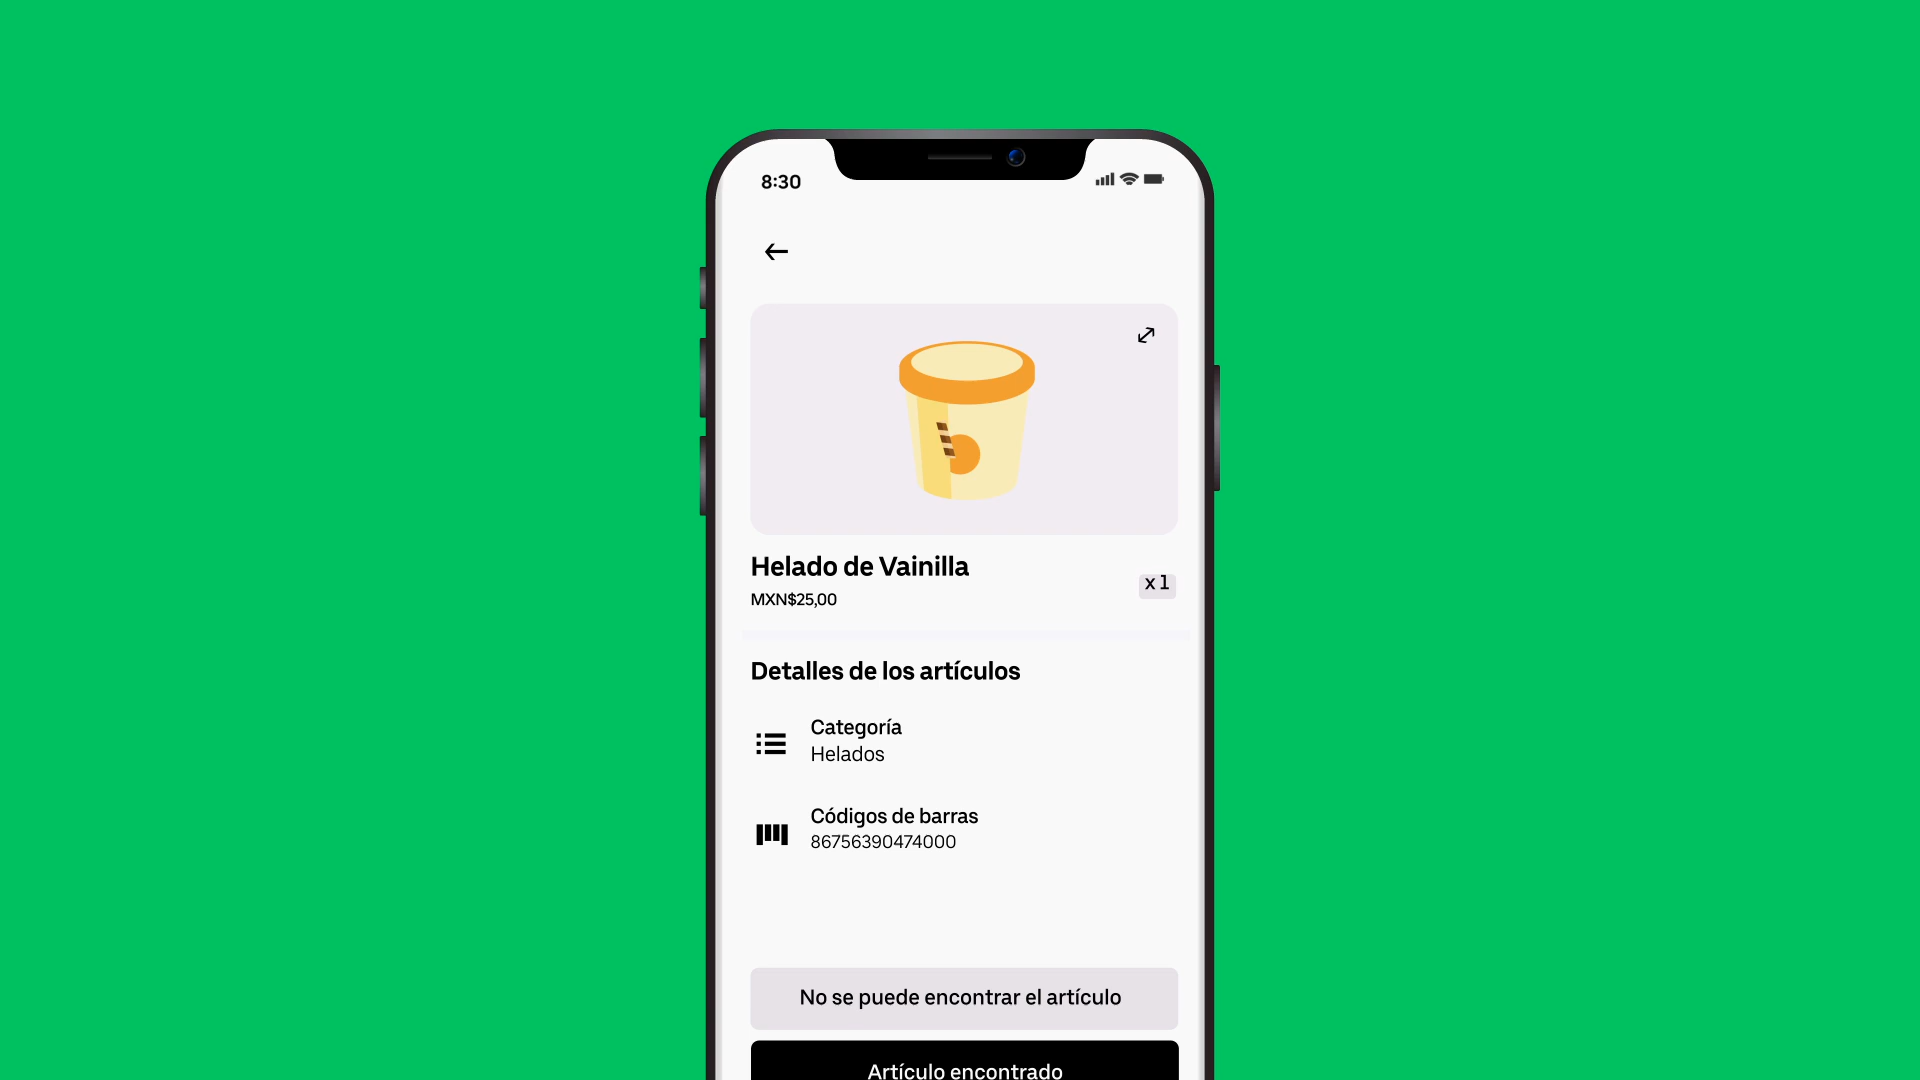 8:30
Helado de Vainilla
MXN$25,00
x1
Detalles de los artículos
Categoría
Helados
Códigos de barras
86756390474000
No se puede encontrar el artículo
Artículo encontrado